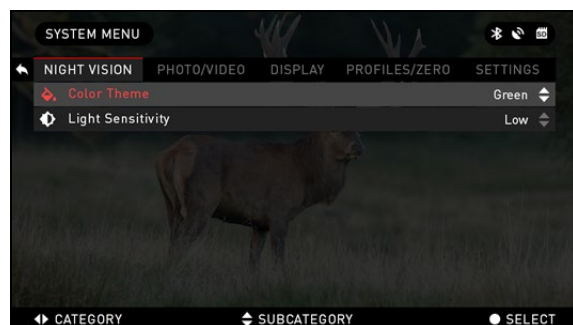 SYSTEM MENU SD
NIGHT VISION PHOTO/VIDEO DISPLAY PROFILES/ZERO SETTINGS
Color Theme Green
Light Sensitivity Low
CATEGORY SUBCATEGORY SELECT